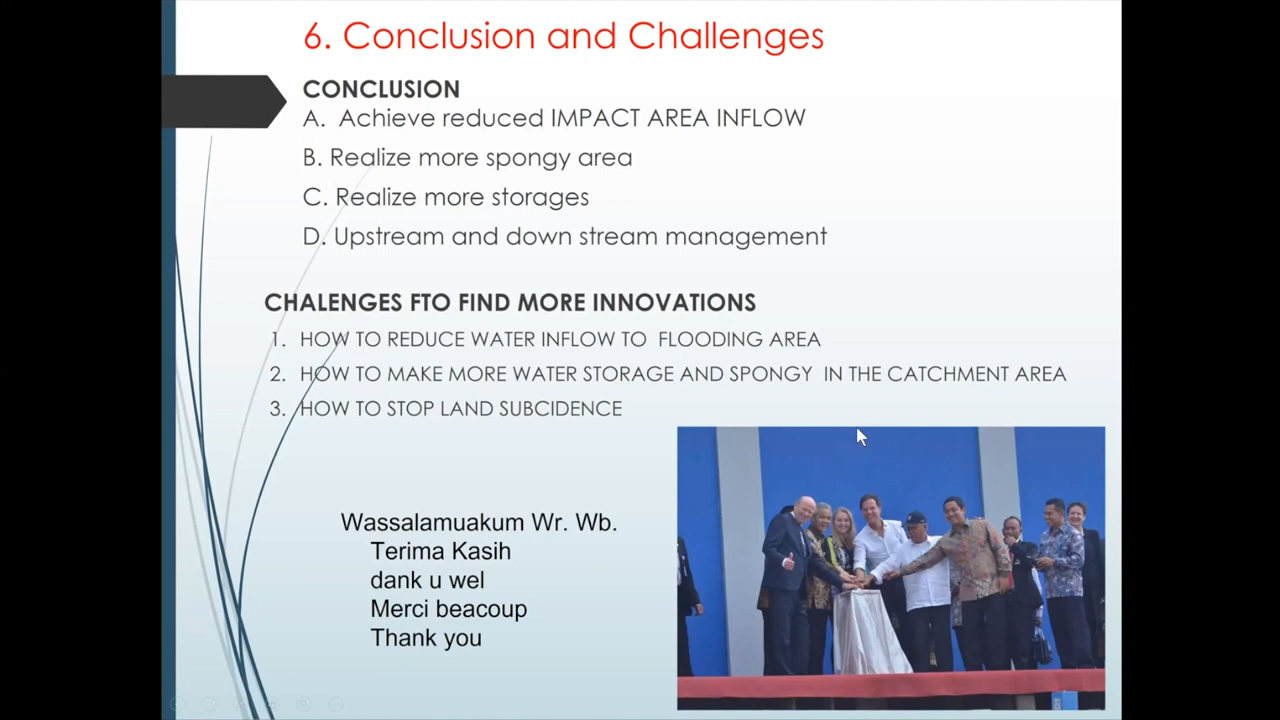 6. Conclusion and Challenges
CONCLUSION
A. Achieve reduced IMPACT AREA INFLOW
B. Realize more spongy area
C. Realize more storages
D. Upstream and down stream management
CHALENGES FTO FIND MORE INNOVATIONS
1. HOW TO REDUCE WATER INFLOW TO FLOODING AREA
2. HOW TO MAKE MORE WATER STORAGE AND SPONGY IN THE CATCHMENT AREA
3. HOW TO STOP LAND SUBCIDENCE
Wassalamuakum Wr. Wb.
Terima Kasih
dank u wel
Merci beacoup
Thank you